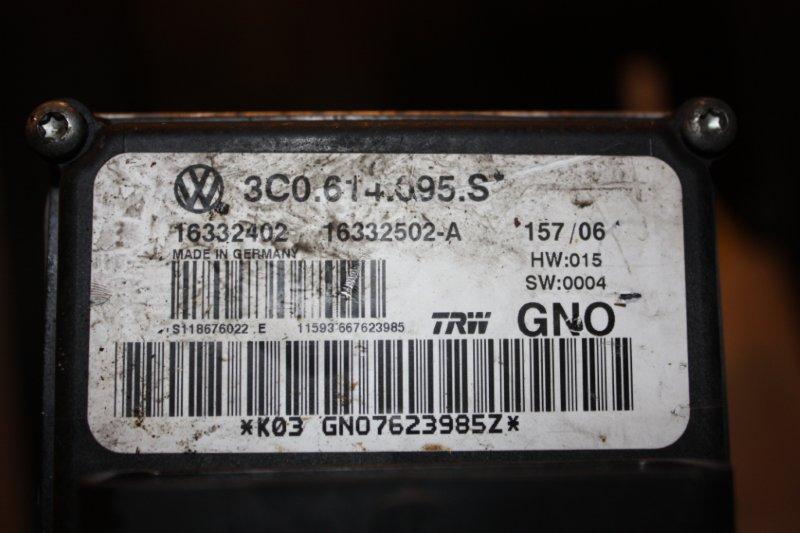 3C0.614.095.S*
16332402 16332502-A 157/06
MADE IN GERMANY HW:015
SW:0004
S118676022 E 11593 667623985 TRW GNO
*K03 GNO7623985Z*